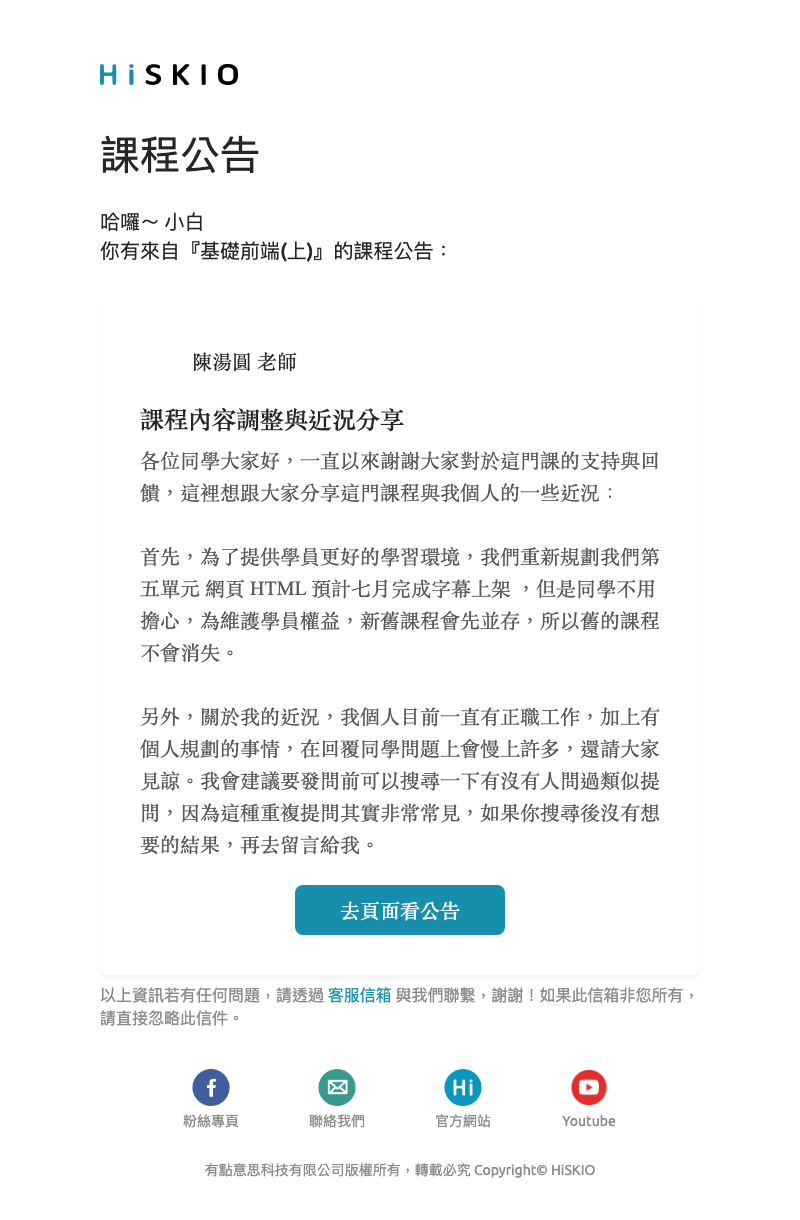 HiSKIO
課程公告
哈囉～ 小白
你有來自『基礎前端(上)』的課程公告：
陳湯圓 老師
課程內容調整與近況分享
各位同學大家好，一直以來謝謝大家對於這門課的支持與回
饋，這裡想跟大家分享這門課程與我個人的一些近況：
首先，為了提供學員更好的學習環境，我們重新規劃我們第
五單元 網頁 HTML 預計七月完成字幕上架 ，但是同學不用
擔心，為維護學員權益，新舊課程會先並存，所以舊的課程
不會消失。
另外，關於我的近況，我個人目前一直有正職工作，加上有
個人規劃的事情，在回覆同學問題上會慢上許多，還請大家
見諒。我會建議要發問前可以搜尋一下有沒有人問過類似提
問，因為這種重複提問其實非常常見，如果你搜尋後沒有想
要的結果，再去留言給我。
去頁面看公告
以上資訊若有任何問題，請透過 客服信箱 與我們聯繫，謝謝！如果此信箱非您所有，
請直接忽略此信件。
f Hi
粉絲專頁 聯絡我們 官方網站 Youtube
有點意思科技有限公司版權所有，轉載必究 Copyright© HiSKIO